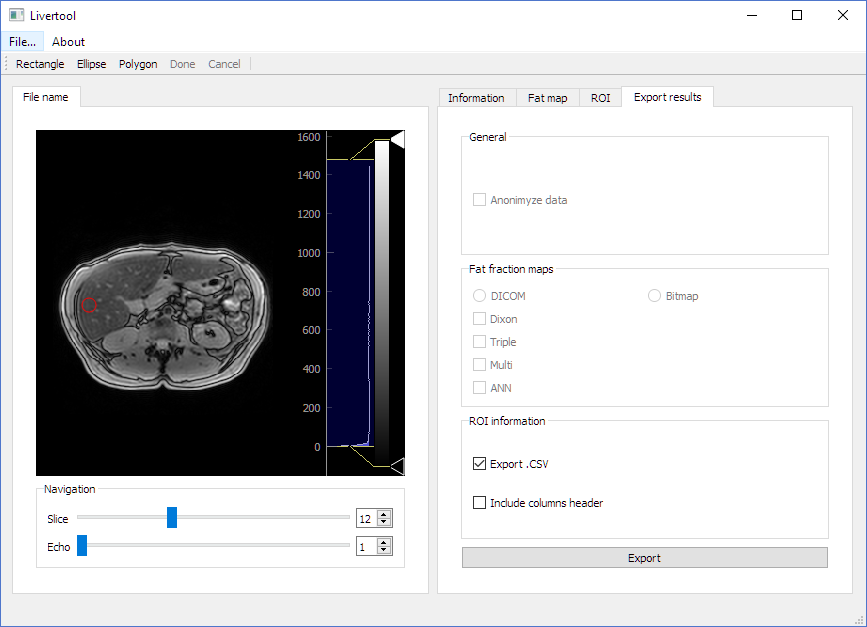 Livertool
File... About
Rectangle Ellipse Polygon Done Cancel
File name
1600
1400
1200
1000
800
600
400
200
0
Navigation
Slice 12
Echo 1
Information Fat map ROI Export results
General
Anonimyze data
Fat fraction maps
DICOM Bitmap
Dixon
Triple
Multi
ANN
ROI information
Export .CSV
Include columns header
Export